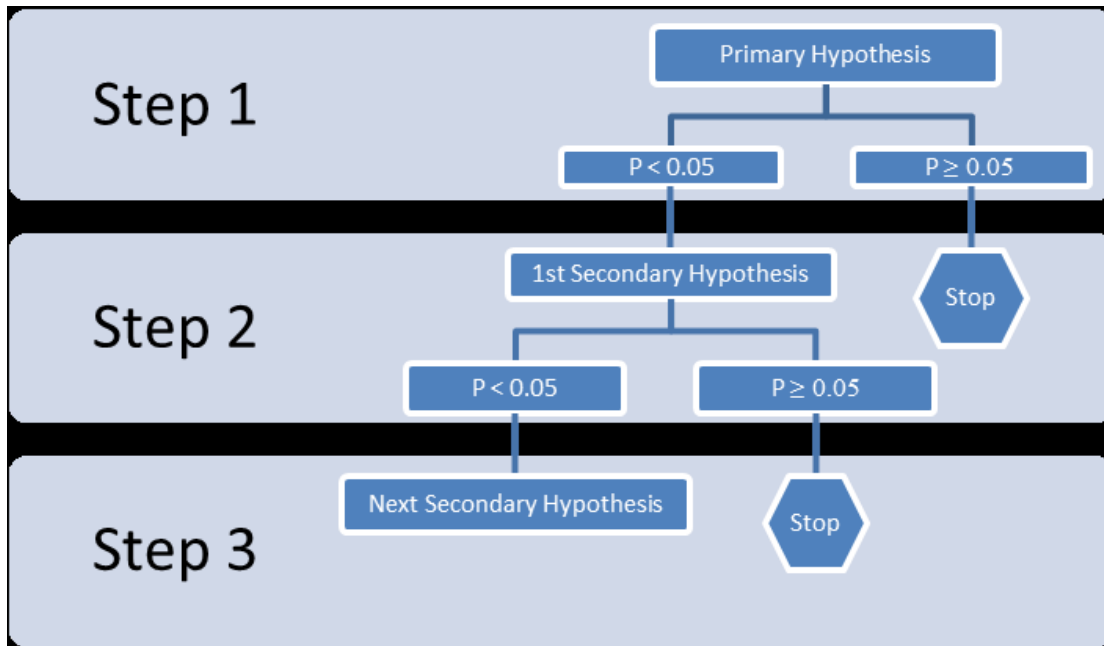 Primary Hypothesis
Step 1
P < 0.05
P ≥ 0.05
1st Secondary Hypothesis
Stop
Step 2
P < 0.05
P ≥ 0.05
Next Secondary Hypothesis
Stop
Step 3